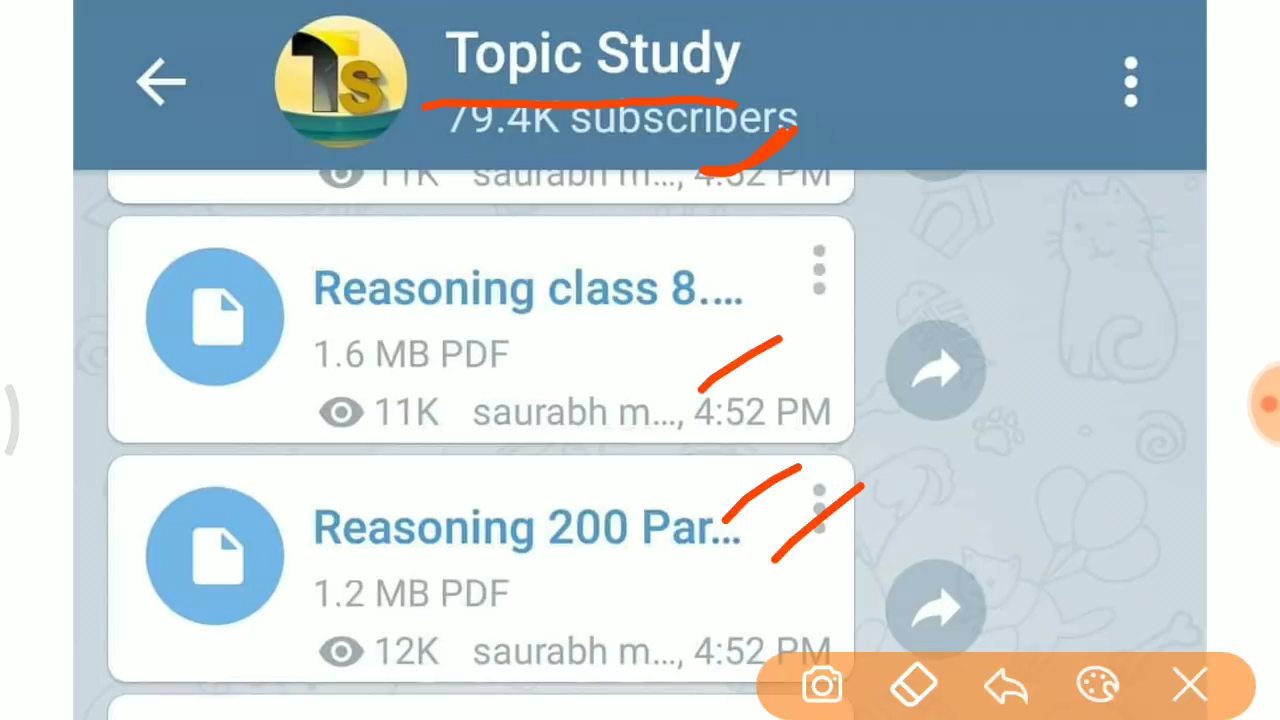 Topic Study
Ts
79.4K subscribers
11K saurabh m..., 4:52 PM
Reasoning class 8....
1.6 MB PDF
11K saurabh m..., 4:52 PM
Reasoning 200 Par...
1.2 MB PDF
12K saurabh m..., 4:52 PM